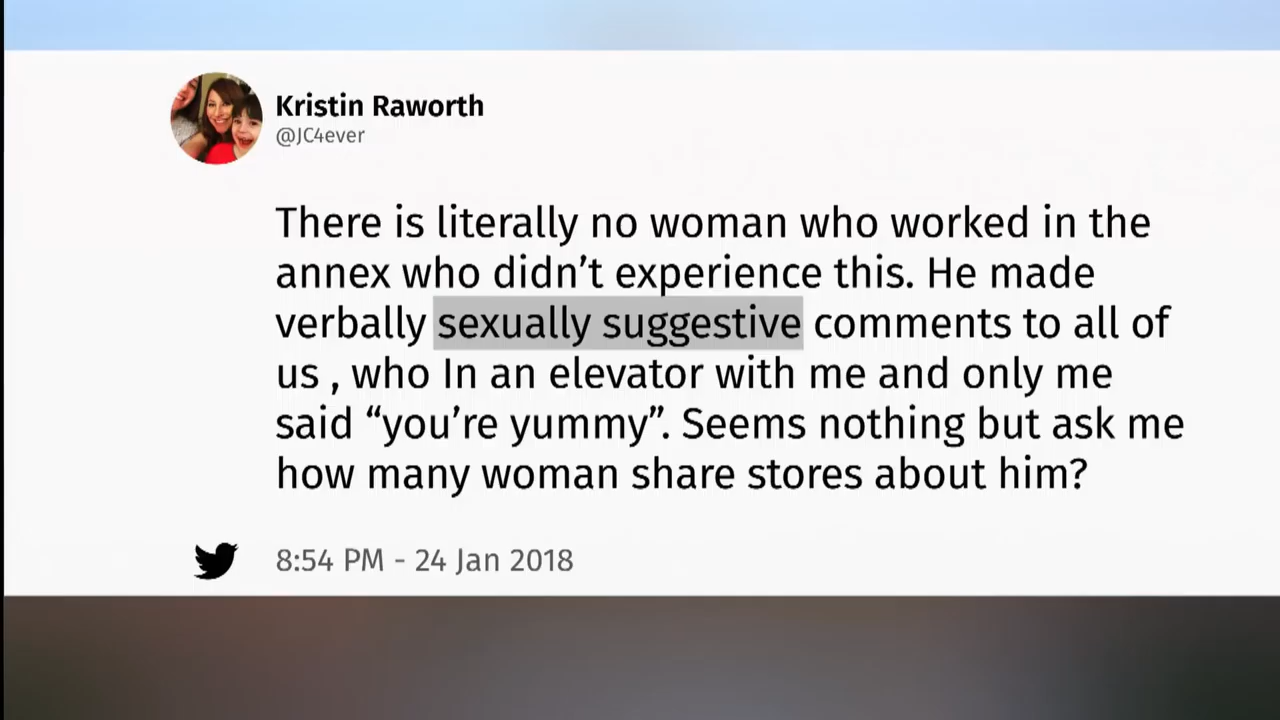 Kristin Raworth
@JC4ever
There is literally no woman who worked in the
annex who didn’t experience this. He made
verbally sexually suggestive comments to all of
us , who In an elevator with me and only me
said “you’re yummy”. Seems nothing but ask me
how many woman share stores about him?
8:54 PM - 24 Jan 2018